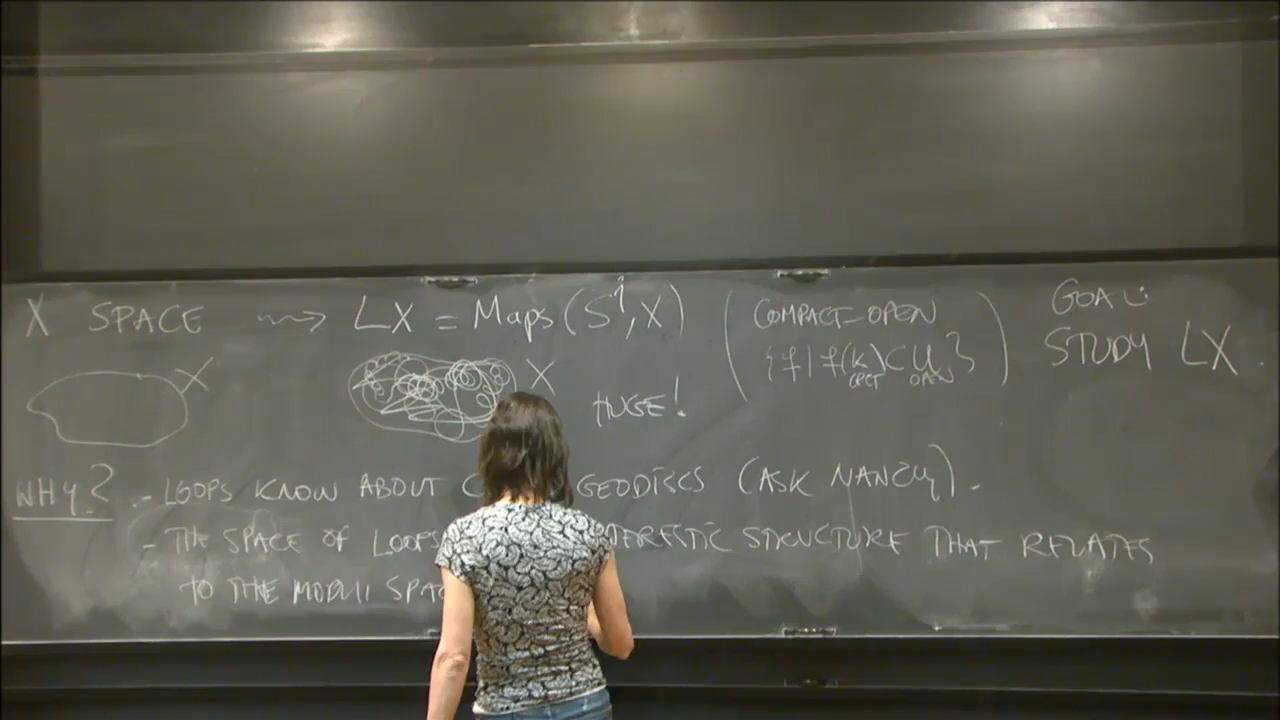 X SPACE ⇝ LX = Maps(S¹, X) (COMPACT-OPEN
{f | f(K) ⊂ U})
CPCT OPEN
GOAL:
STUDY LX.
X
X
HUGE!
WHY? - LOOPS KNOW ABOUT GEODISCS (ASK NANCY).
- THE SPACE OF LOOPS STRUCTURE THAT RELATES
TO THE MODULI